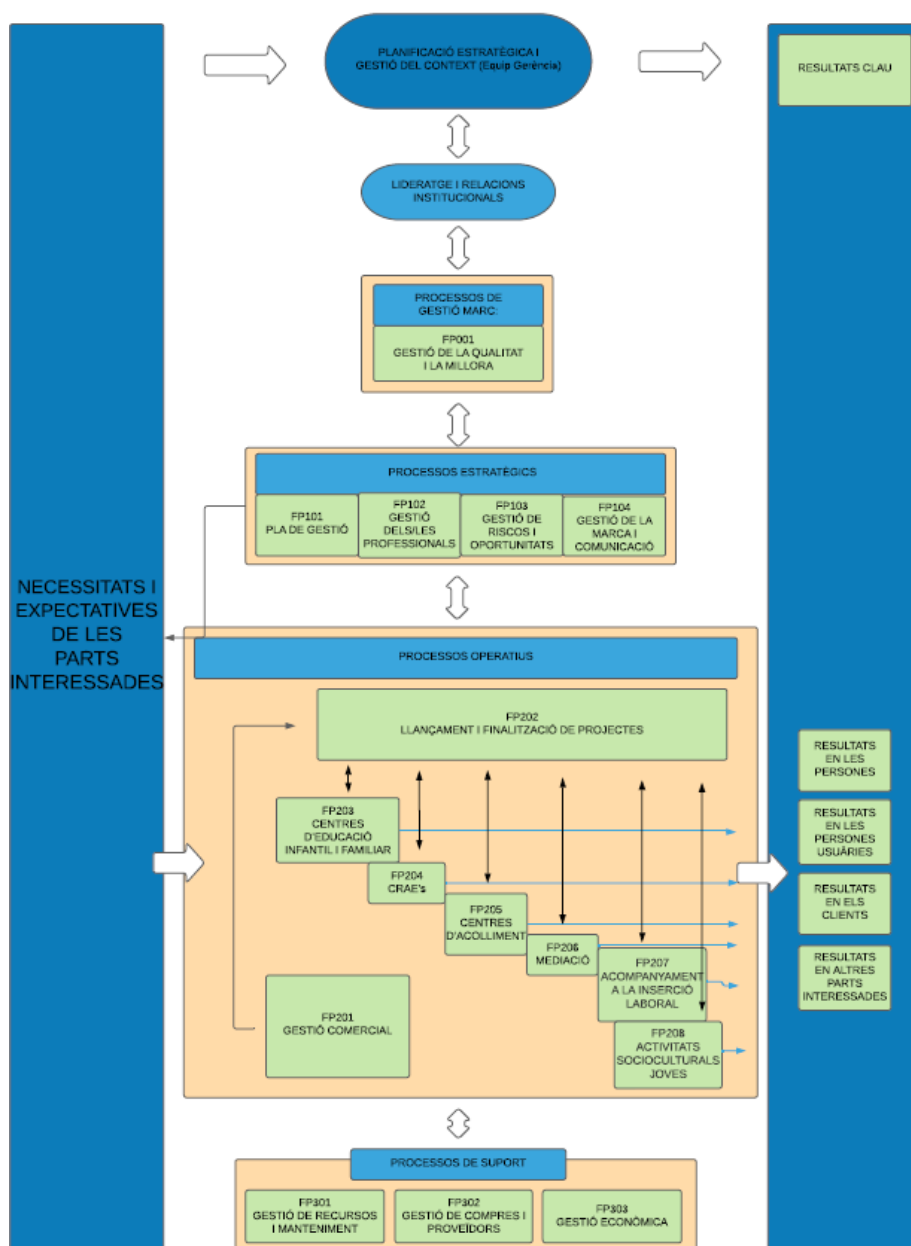 PLANIFICACIÓ ESTRATÈGICA I
GESTIÓ DEL CONTEXT (Equip Gerència)
RESULTATS CLAU
LIDERATGE I RELACIONS
INSTITUCIONALS
PROCESSOS DE
GESTIÓ MARC:
FP001
GESTIÓ DE LA QUALITAT
I LA MILLORA
PROCESSOS ESTRATÈGICS
FP101
PLA DE GESTIÓ
FP102
GESTIÓ
DELS/LES
PROFESSIONALS
FP103
GESTIÓ DE
RISCOS I
OPORTUNITATS
FP104
GESTIÓ DE LA
MARCA I
COMUNICACIÓ
NECESSITATS I
EXPECTATIVES
DE LES
PARTS
INTERESSADES
PROCESSOS OPERATIUS
FP202
LLANÇAMENT I FINALITZACIÓ DE PROJECTES
FP203
CENTRES
D'EDUCACIÓ
INFANTIL I FAMILIAR
FP204
CRAE's
FP205
CENTRES
D'ACOLLIMENT
FP206
MEDIACIÓ
FP207
ACOMPANYAMENT
A LA INSERCIÓ
LABORAL
FP208
ACTIVITATS
SOCIOCULTURALS
JOVES
FP201
GESTIÓ COMERCIAL
RESULTATS
EN LES
PERSONES
RESULTATS
EN LES
PERSONES
USUÀRIES
RESULTATS
EN ELS
CLIENTS
RESULTATS
EN ALTRES
PARTS
INTERESSADES
PROCESSOS DE SUPORT
FP301
GESTIÓ DE RECURSOS
I MANTENIMENT
FP302
GESTIÓ DE COMPRES I
PROVEÏDORS
FP303
GESTIÓ ECONÒMICA